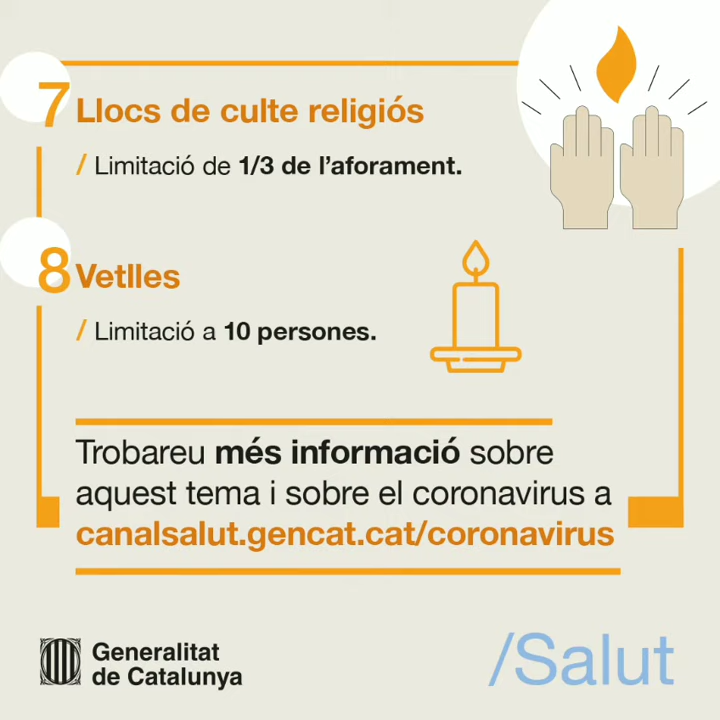 7 Llocs de culte religiós
/ Limitació de 1/3 de l’aforament.
8 Vetlles
/ Limitació a 10 persones.
Trobareu més informació sobre
aquest tema i sobre el coronavirus a
canalsalut.gencat.cat/coronavirus
Generalitat
de Catalunya
/Salut